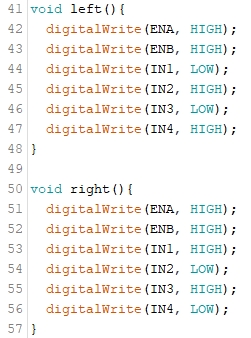 41 void left(){
42   digitalWrite(ENA, HIGH);
43   digitalWrite(ENB, HIGH);
44   digitalWrite(IN1, LOW);
45   digitalWrite(IN2, HIGH);
46   digitalWrite(IN3, LOW);
47   digitalWrite(IN4, HIGH);
48 }
49
50 void right(){
51   digitalWrite(ENA, HIGH);
52   digitalWrite(ENB, HIGH);
53   digitalWrite(IN1, HIGH);
54   digitalWrite(IN2, LOW);
55   digitalWrite(IN3, HIGH);
56   digitalWrite(IN4, LOW);
57 }